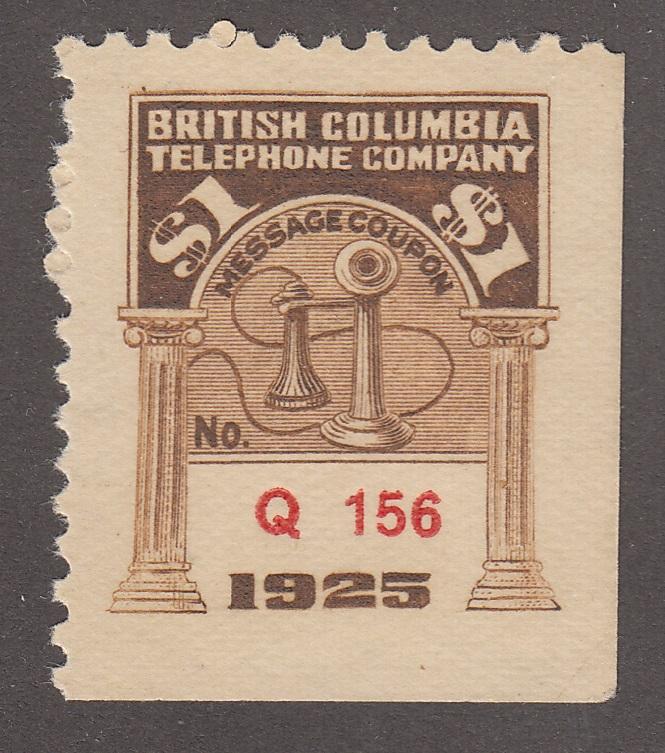 BRITISH COLUMBIA
TELEPHONE COMPANY
$1 $1
MESSAGE COUPON
No.
Q 156
1925